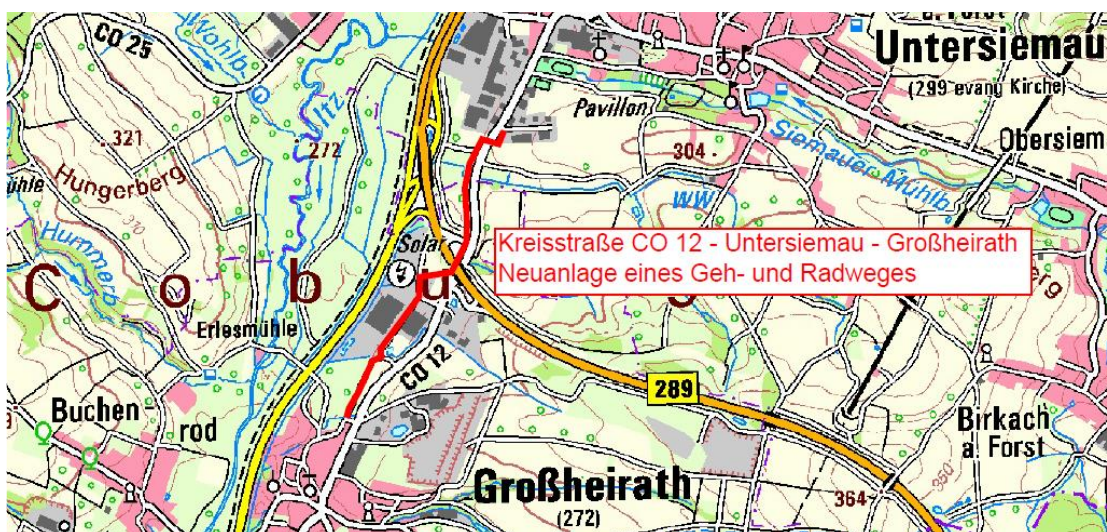 CO 25
Wohlb.
Itz
Untersiemau
(299 evang Kirche)
Pavillon
321
272
304
Obersiem
Siemauer Mühlb.
Hungerberg
WW
Hummerb.
Solar
Kreisstraße CO 12 - Untersiemau - Großheirath
Neuanlage eines Geh- und Radweges
C o b u
Erlesmühle
CO 12
289
Buchen-
rod
Birkach
a. Forst
Großheirath
(272)
364
350